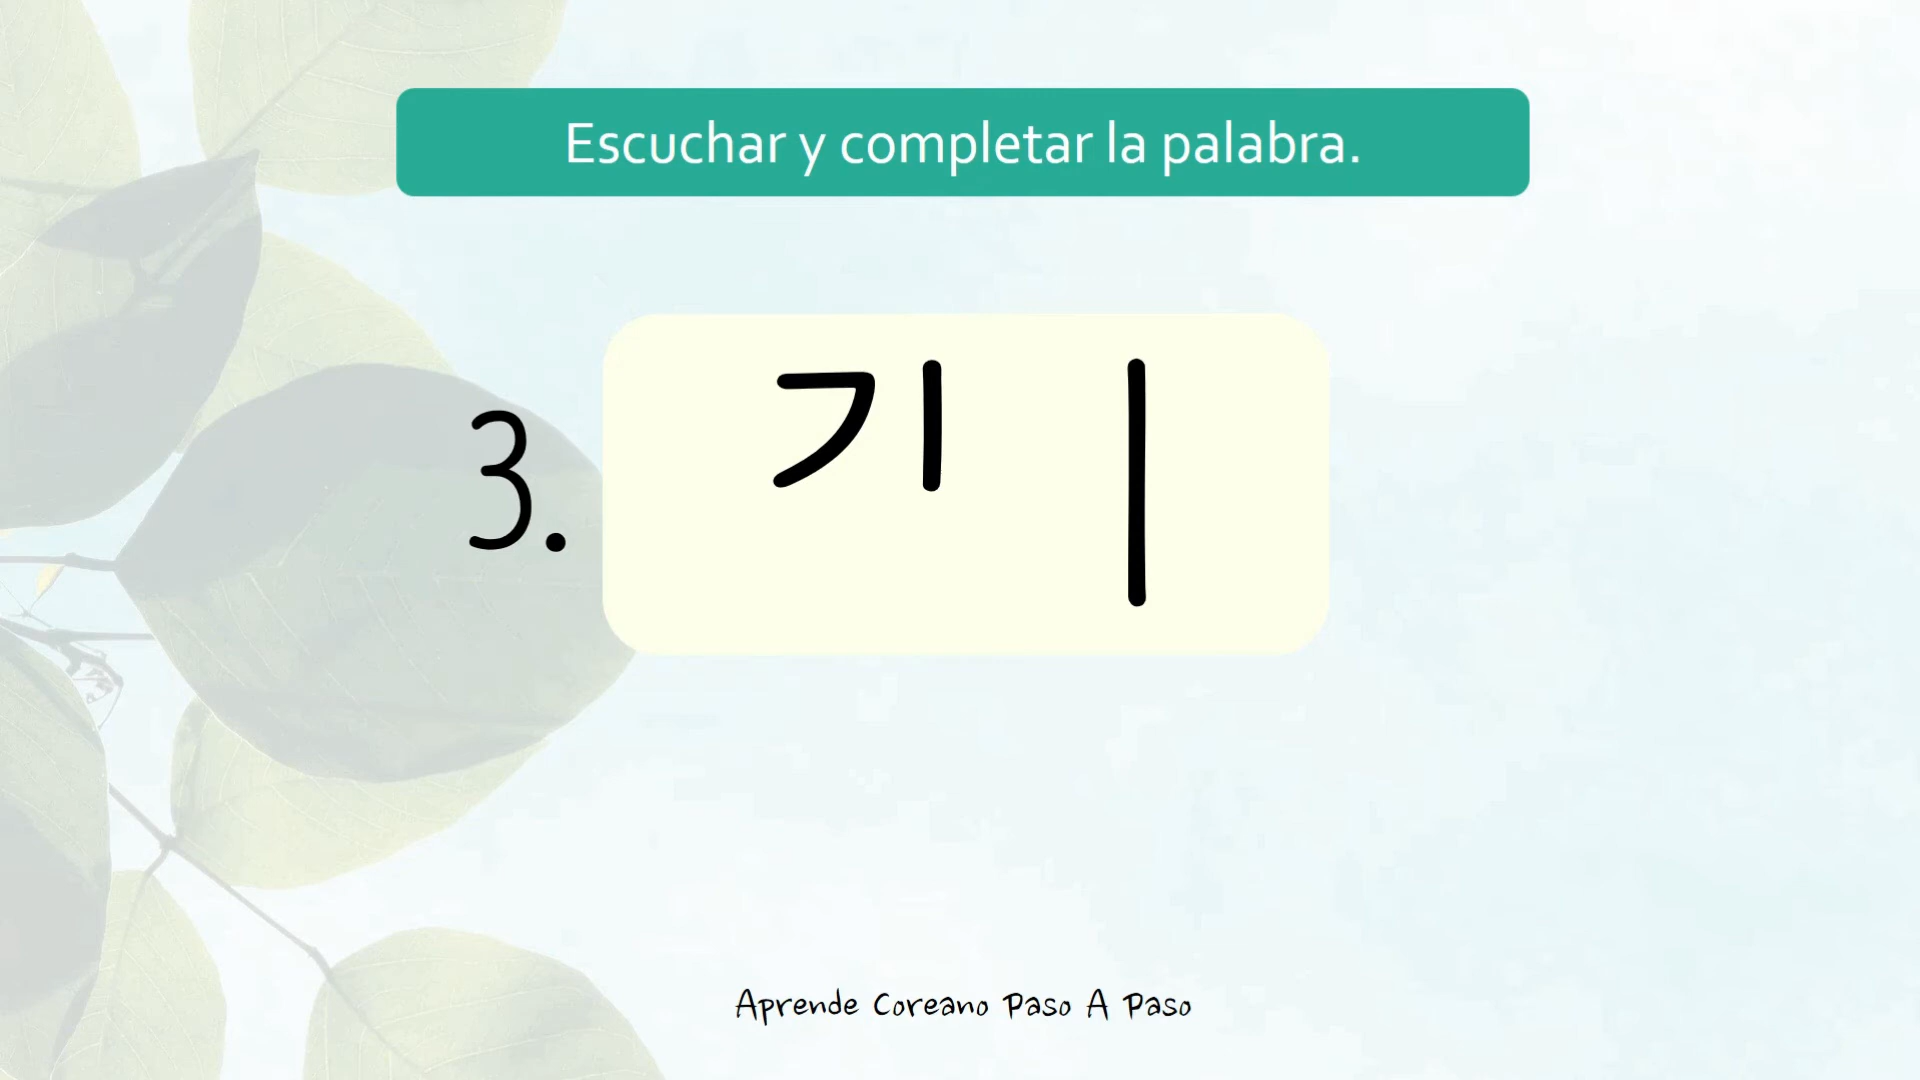 Escuchar y completar la palabra.
3. 기 ㅣ
Aprende Coreano Paso A Paso